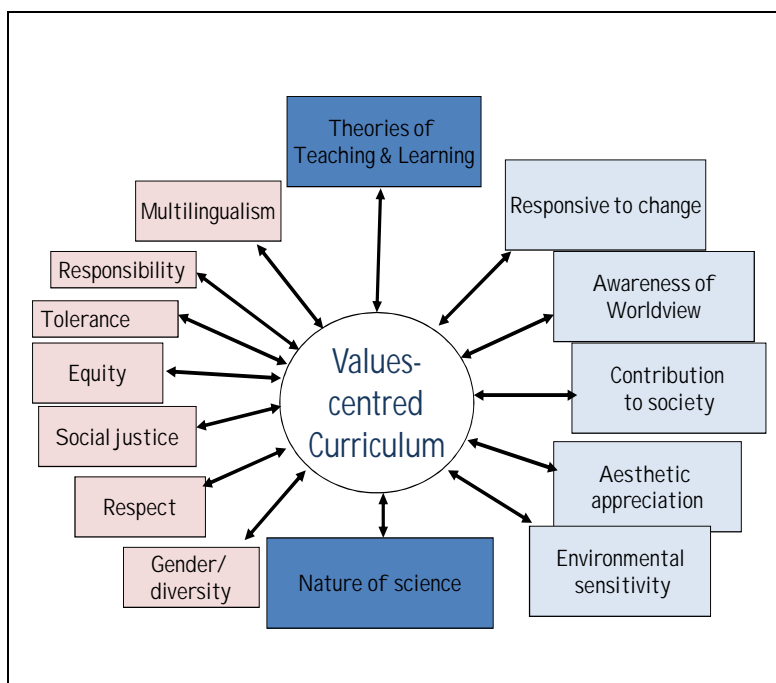 Theories of
Teaching & Learning
Multilingualism
Responsibility
Tolerance
Equity
Social justice
Respect
Gender/
diversity
Values-
centred
Curriculum
Nature of science
Responsive to change
Awareness of
Worldview
Contribution
to society
Aesthetic
appreciation
Environmental
sensitivity